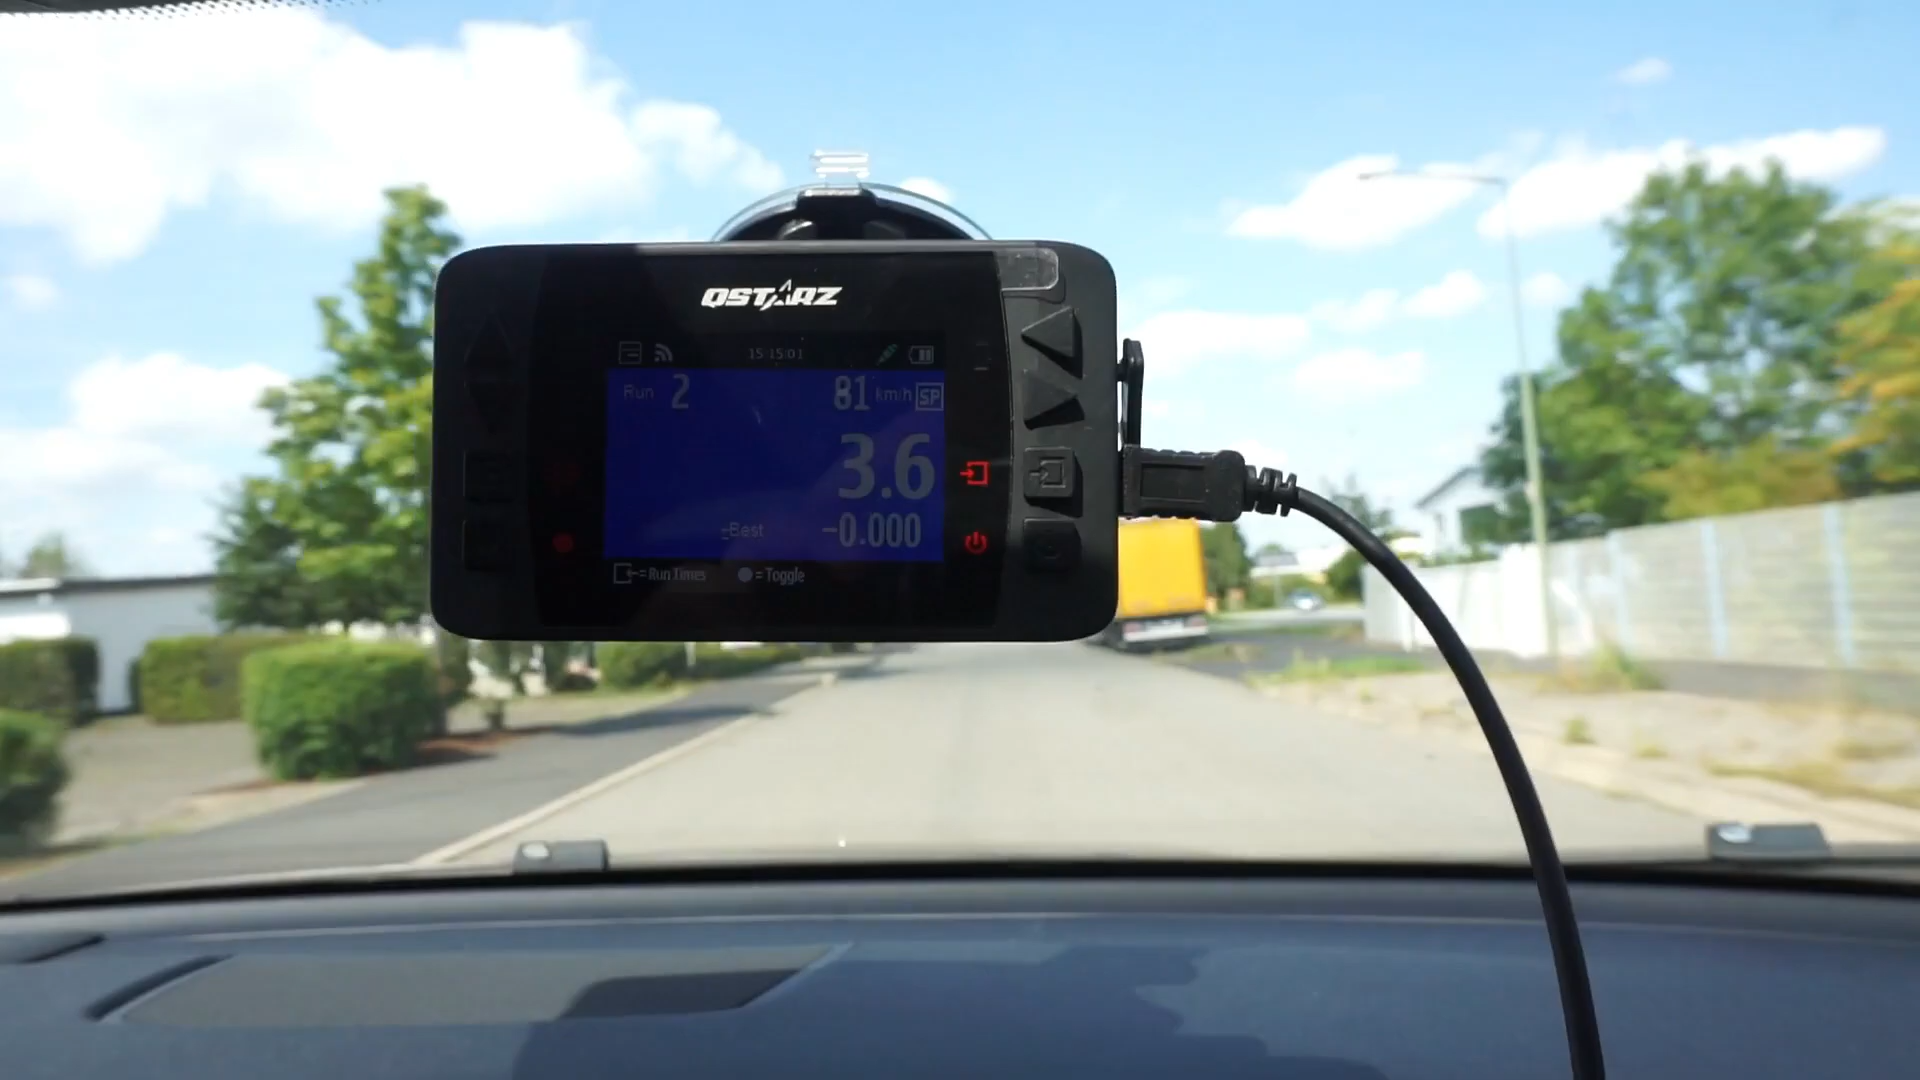 QSTARZ
15:15:01
Run 2 81 km/h SP
3.6
±Best -0.000
=Run Times =Toggle